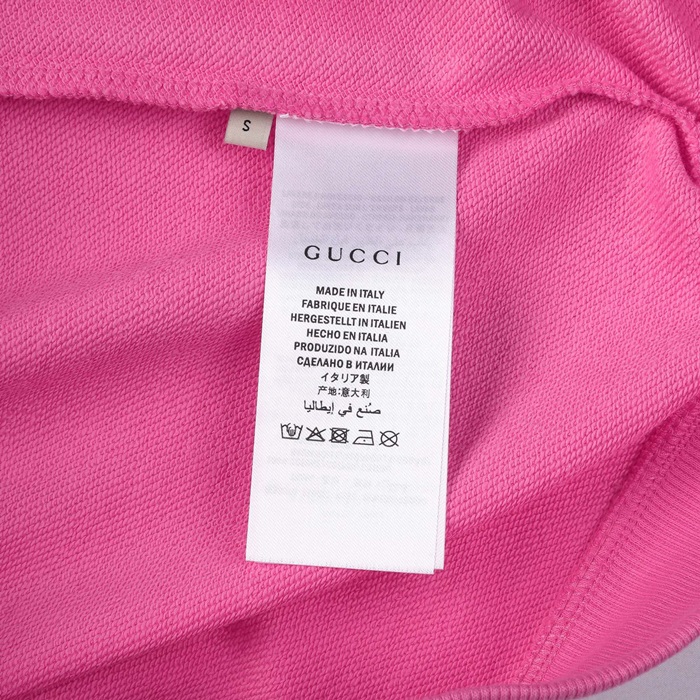 S
GUCCI
MADE IN ITALY
FABRIQUE EN ITALIE
HERGESTELLT IN ITALIEN
HECHO EN ITALIA
PRODUZIDO NA ITALIA
СДЕЛАНО В ИТАЛИИ
イタリア製
产地:意大利
صُنع في إيطاليا